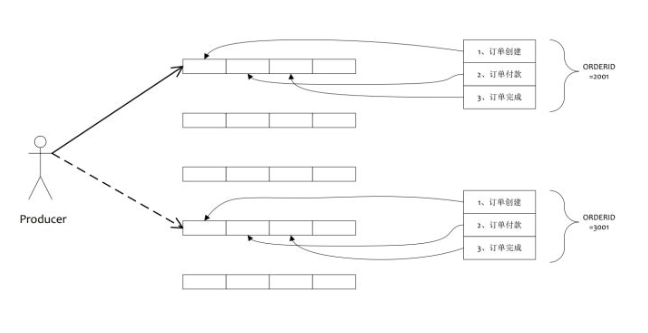 1、订单创建
2、订单付款
3、订单完成
ORDERID
=2001
Producer
1、订单创建
2、订单付款
3、订单完成
ORDERID
=3001